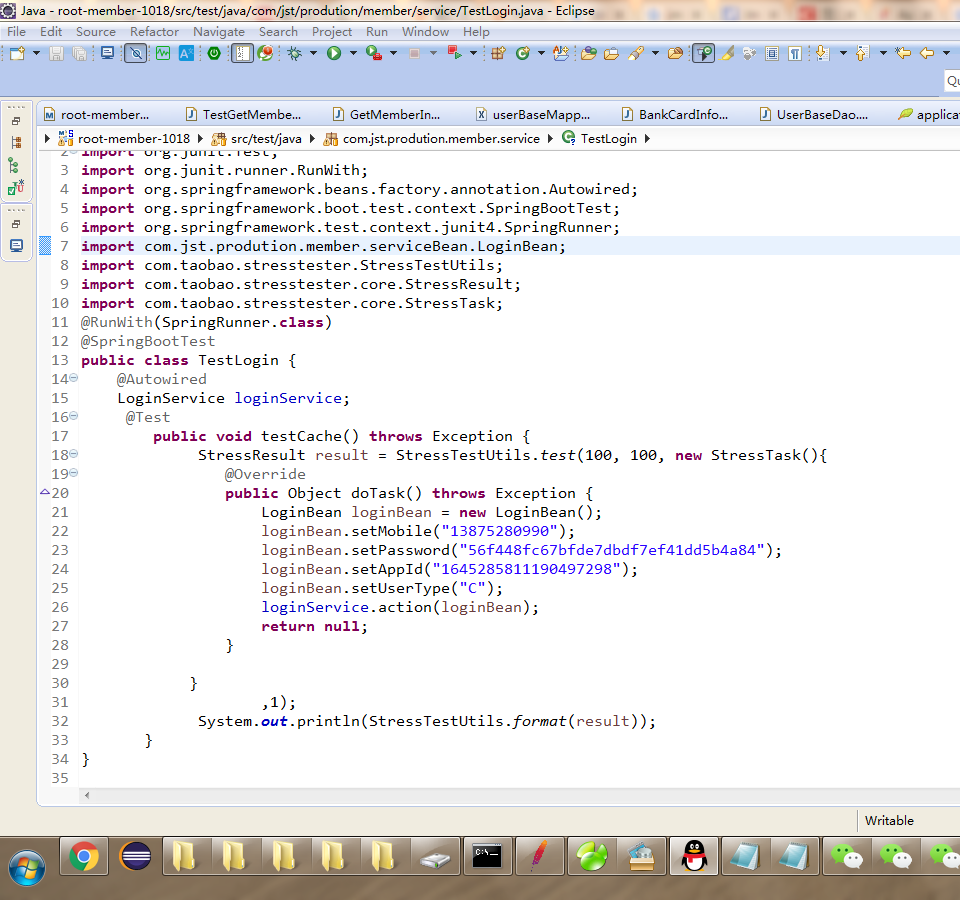 Java - root-member-1018/src/test/java/com/jst/prodution/member/service/TestLogin.java - Eclipse
File Edit Source Refactor Navigate Search Project Run Window Help
root-member... TestGetMembe... GetMemberIn... userBaseMapp... BankCardInfo... UserBaseDao.... applica
root-member-1018 src/test/java com.jst.prodution.member.service TestLogin
2 import org.junit.Test;
3 import org.junit.runner.RunWith;
4 import org.springframework.beans.factory.annotation.Autowired;
5 import org.springframework.boot.test.context.SpringBootTest;
6 import org.springframework.test.context.junit4.SpringRunner;
7 import com.jst.prodution.member.serviceBean.LoginBean;
8 import com.taobao.stresstester.StressTestUtils;
9 import com.taobao.stresstester.core.StressResult;
10 import com.taobao.stresstester.core.StressTask;
11 @RunWith(SpringRunner.class)
12 @SpringBootTest
13 public class TestLogin {
14 @Autowired
15 LoginService loginService;
16 @Test
17 public void testCache() throws Exception {
18 StressResult result = StressTestUtils.test(100, 100, new StressTask(){
19 @Override
20 public Object doTask() throws Exception {
21 LoginBean loginBean = new LoginBean();
22 loginBean.setMobile("13875280990");
23 loginBean.setPassword("56f448fc67bfde7dbdf7ef41dd5b4a84");
24 loginBean.setAppId("1645285811190497298");
25 loginBean.setUserType("C");
26 loginService.action(loginBean);
27 return null;
28 }
29
30 }
31 ,1);
32 System.out.println(StressTestUtils.format(result));
33 }
34 }
35
Writable